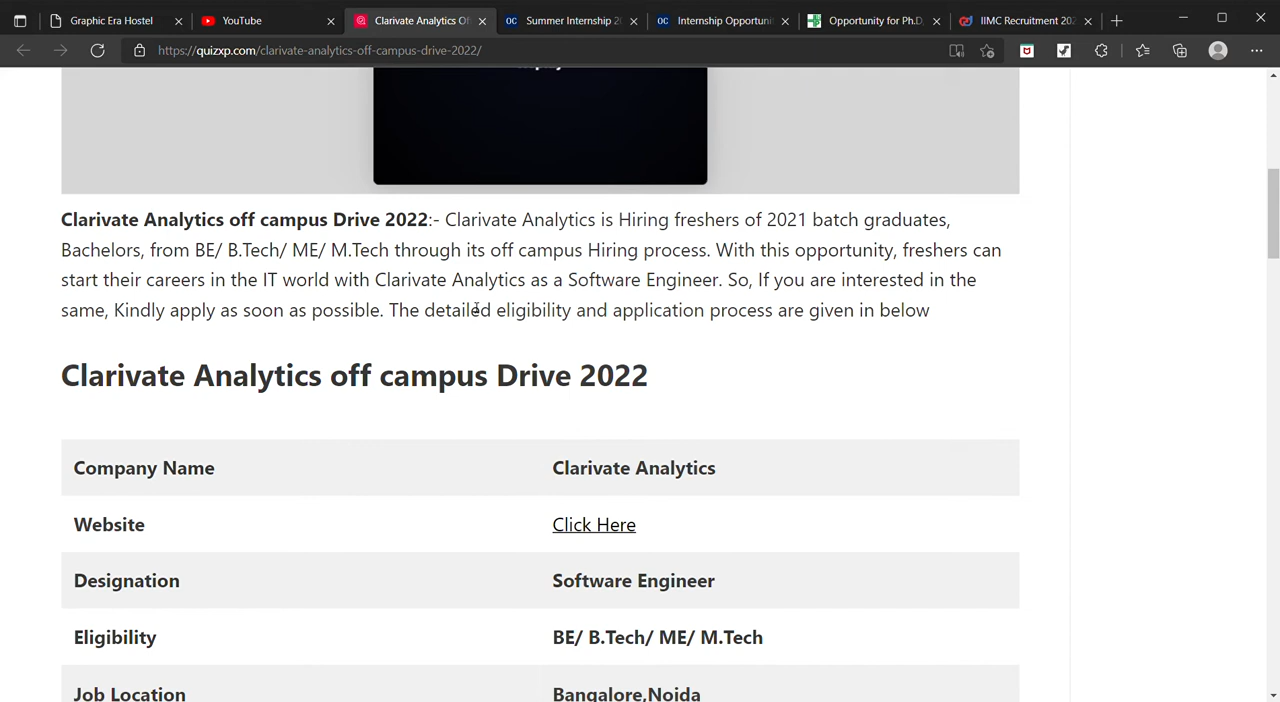 Graphic Era Hostel
YouTube
Clarivate Analytics Of
Summer Internship 2
Internship Opportuni
Opportunity for Ph.D.
IIMC Recruitment 202
https://quizxp.com/clarivate-analytics-off-campus-drive-2022/
Clarivate Analytics off campus Drive 2022:- Clarivate Analytics is Hiring freshers of 2021 batch graduates,
Bachelors, from BE/ B.Tech/ ME/ M.Tech through its off campus Hiring process. With this opportunity, freshers can
start their careers in the IT world with Clarivate Analytics as a Software Engineer. So, If you are interested in the
same, Kindly apply as soon as possible. The detailed eligibility and application process are given in below
Clarivate Analytics off campus Drive 2022
Company Name Clarivate Analytics
Website Click Here
Designation Software Engineer
Eligibility BE/ B.Tech/ ME/ M.Tech
Job Location Bangalore,Noida